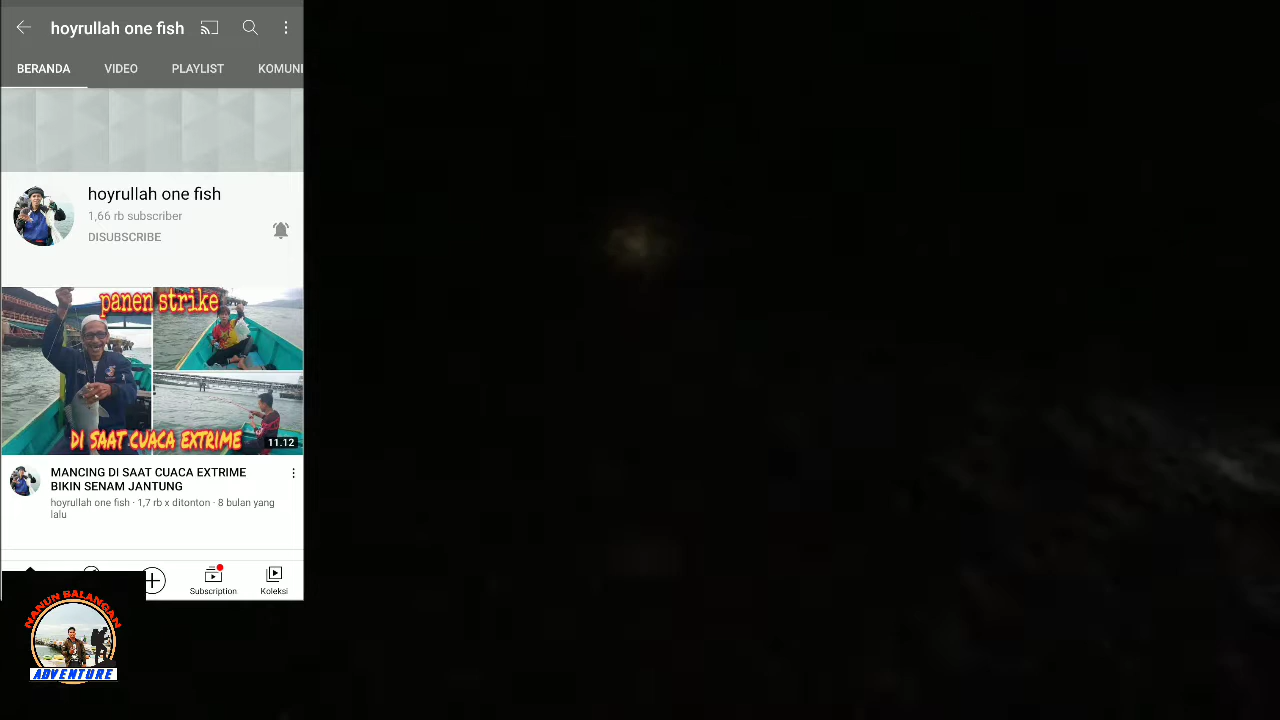 hoyrullah one fish
BERANDA VIDEO PLAYLIST KOMUNI
hoyrullah one fish
1,66 rb subscriber
DISUBSCRIBE
panen strike
DI SAAT CUACA EXTRIME
11.12
MANCING DI SAAT CUACA EXTRIME
BIKIN SENAM JANTUNG
hoyrullah one fish · 1,7 rb x ditonton · 8 bulan yang
lalu
Subscription Koleksi
NANUN BALANGAN
ADVENTURE